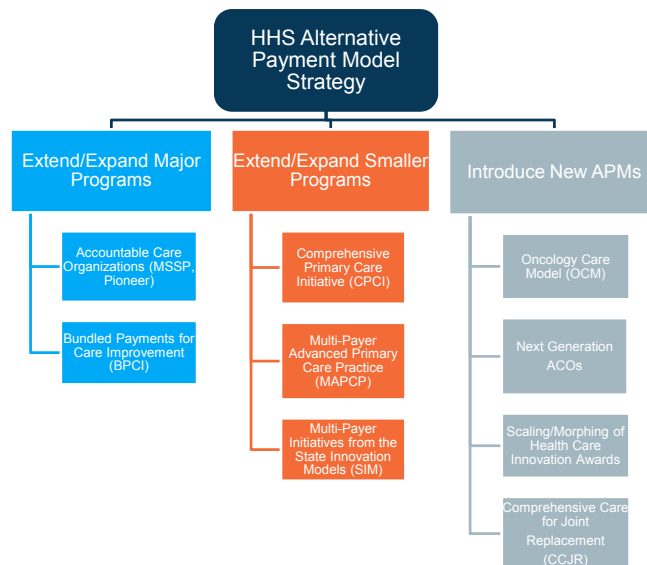 HHS Alternative
Payment Model
Strategy
Extend/Expand Major
Programs
Extend/Expand Smaller
Programs
Introduce New APMs
Accountable Care
Organizations (MSSP,
Pioneer)
Bundled Payments for
Care Improvement
(BPCI)
Comprehensive
Primary Care
Initiative (CPCI)
Multi-Payer
Advanced Primary
Care Practice
(MAPCP)
Multi-Payer
Initiatives from the
State Innovation
Models (SIM)
Oncology Care
Model (OCM)
Next Generation
ACOs
Scaling/Morphing of
Health Care
Innovation Awards
Comprehensive Care
for Joint
Replacement
(CCJR)